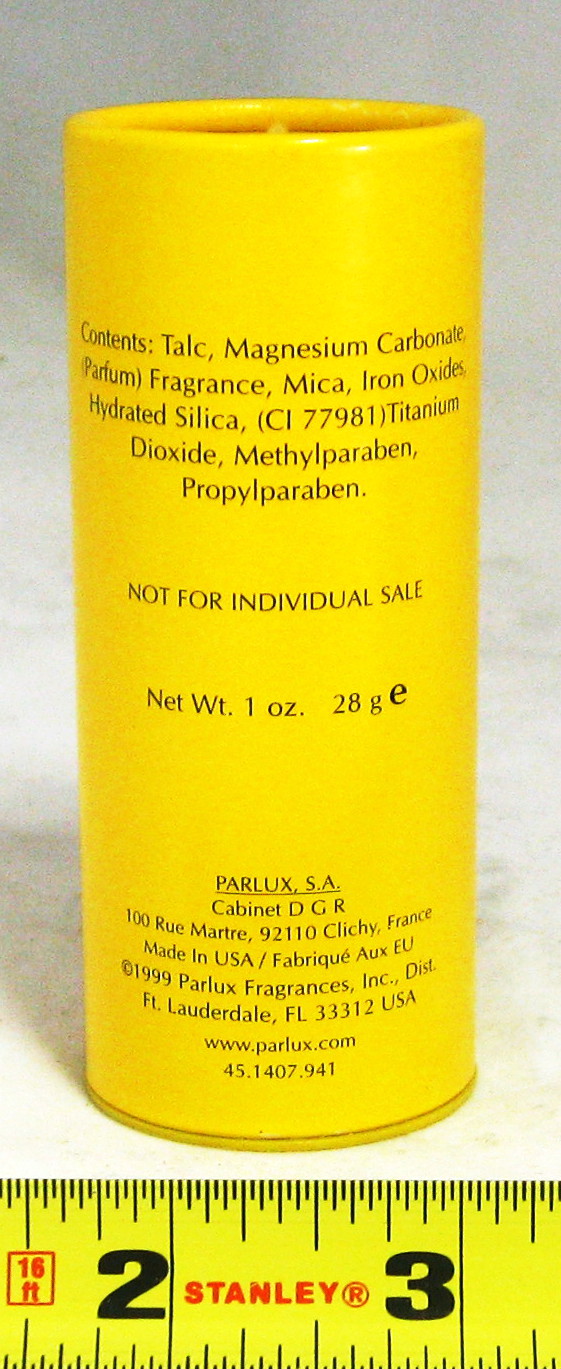 Contents: Talc, Magnesium Carbonate,
(Parfum) Fragrance, Mica, Iron Oxides,
Hydrated Silica, (CI 77981)Titanium
Dioxide, Methylparaben,
Propylparaben.
NOT FOR INDIVIDUAL SALE
Net Wt. 1 oz. 28 g e
PARLUX, S.A.
Cabinet D G R
100 Rue Martre, 92110 Clichy, France
Made In USA / Fabriqué Aux EU
©1999 Parlux Fragrances, Inc., Dist.
Ft. Lauderdale, FL 33312 USA
www.parlux.com
45.1407.941
16 ft 2 STANLEY® 3